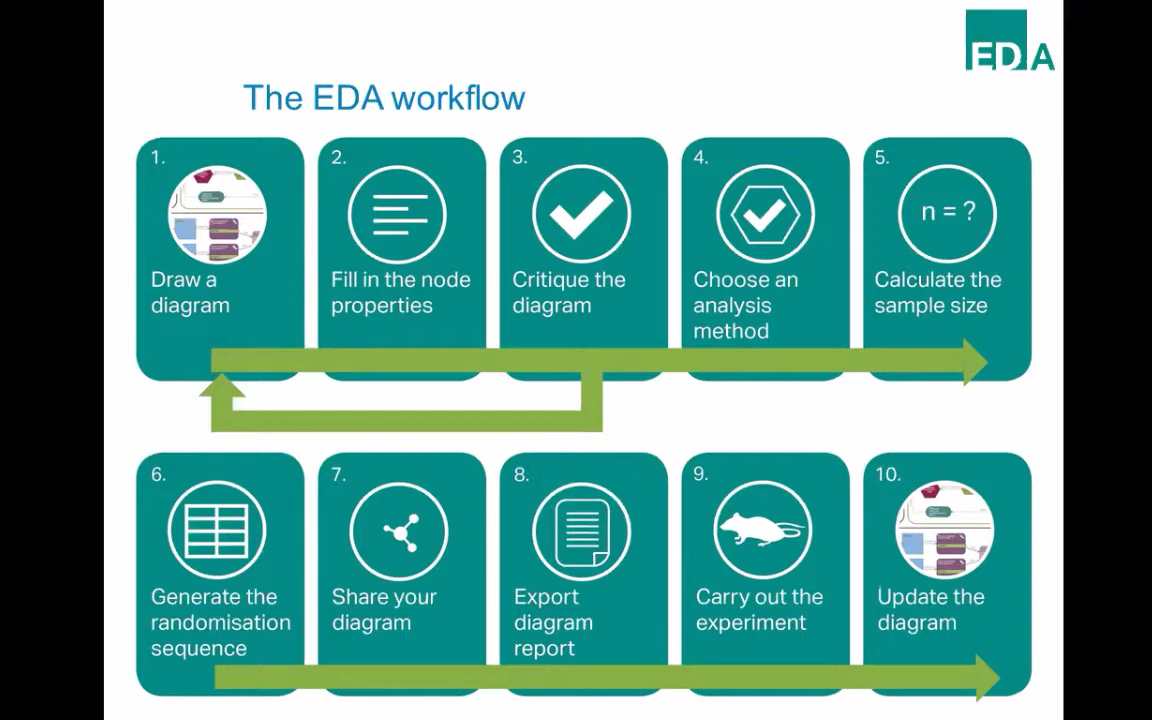 EDA
The EDA workflow
1.
Draw a
diagram
2.
Fill in the node
properties
3.
Critique the
diagram
4.
Choose an
analysis
method
5.
n = ?
Calculate the
sample size
6.
Generate the
randomisation
sequence
7.
Share your
diagram
8.
Export
diagram
report
9.
Carry out the
experiment
10.
Update the
diagram